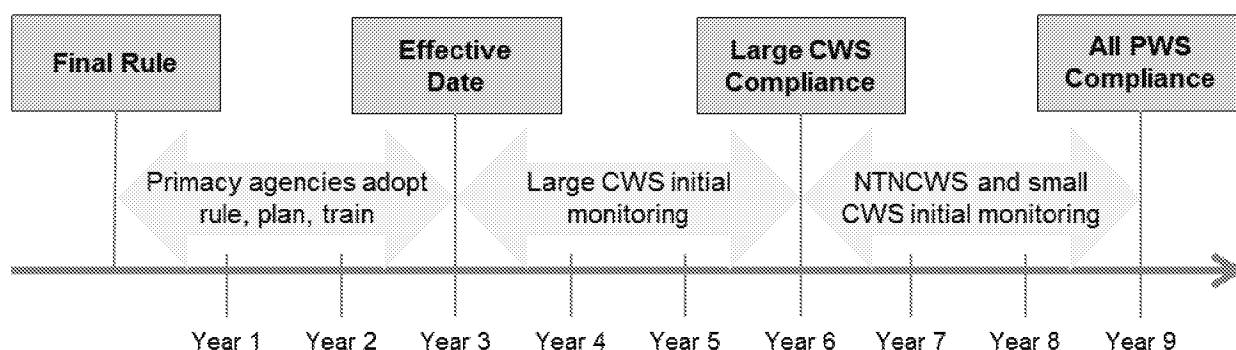 Final Rule
Effective
Date
Large CWS
Compliance
All PWS
Compliance
Primacy agencies adopt
rule, plan, train
Large CWS initial
monitoring
NTNCWS and small
CWS initial monitoring
Year 1
Year 2
Year 3
Year 4
Year 5
Year 6
Year 7
Year 8
Year 9